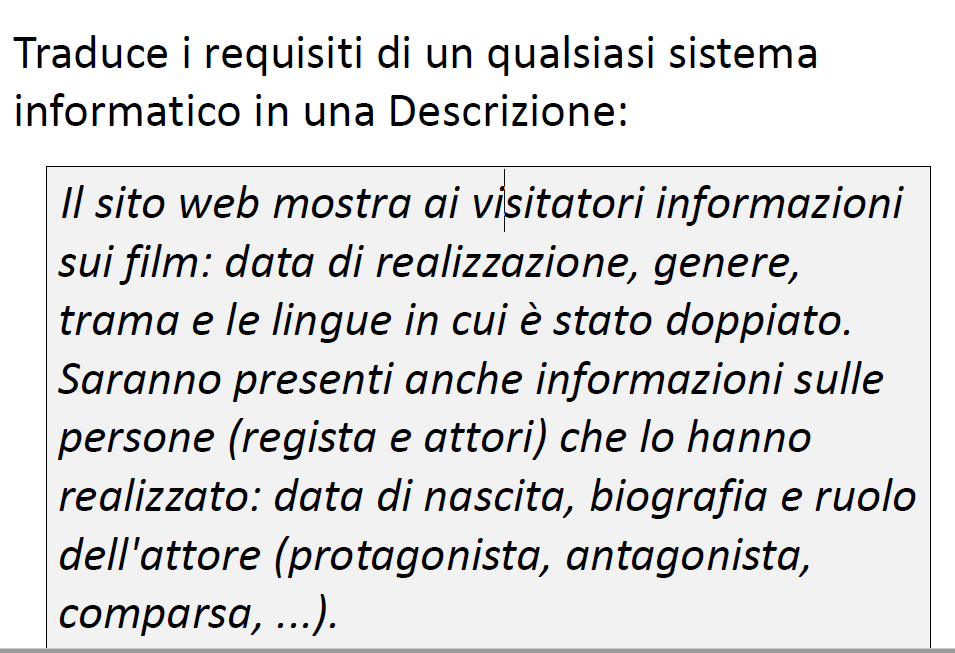 Traduce i requisiti di un qualsiasi sistema
informatico in una Descrizione:
Il sito web mostra ai visitatori informazioni
sui film: data di realizzazione, genere,
trama e le lingue in cui è stato doppiato.
Saranno presenti anche informazioni sulle
persone (regista e attori) che lo hanno
realizzato: data di nascita, biografia e ruolo
dell'attore (protagonista, antagonista,
comparsa, ...).